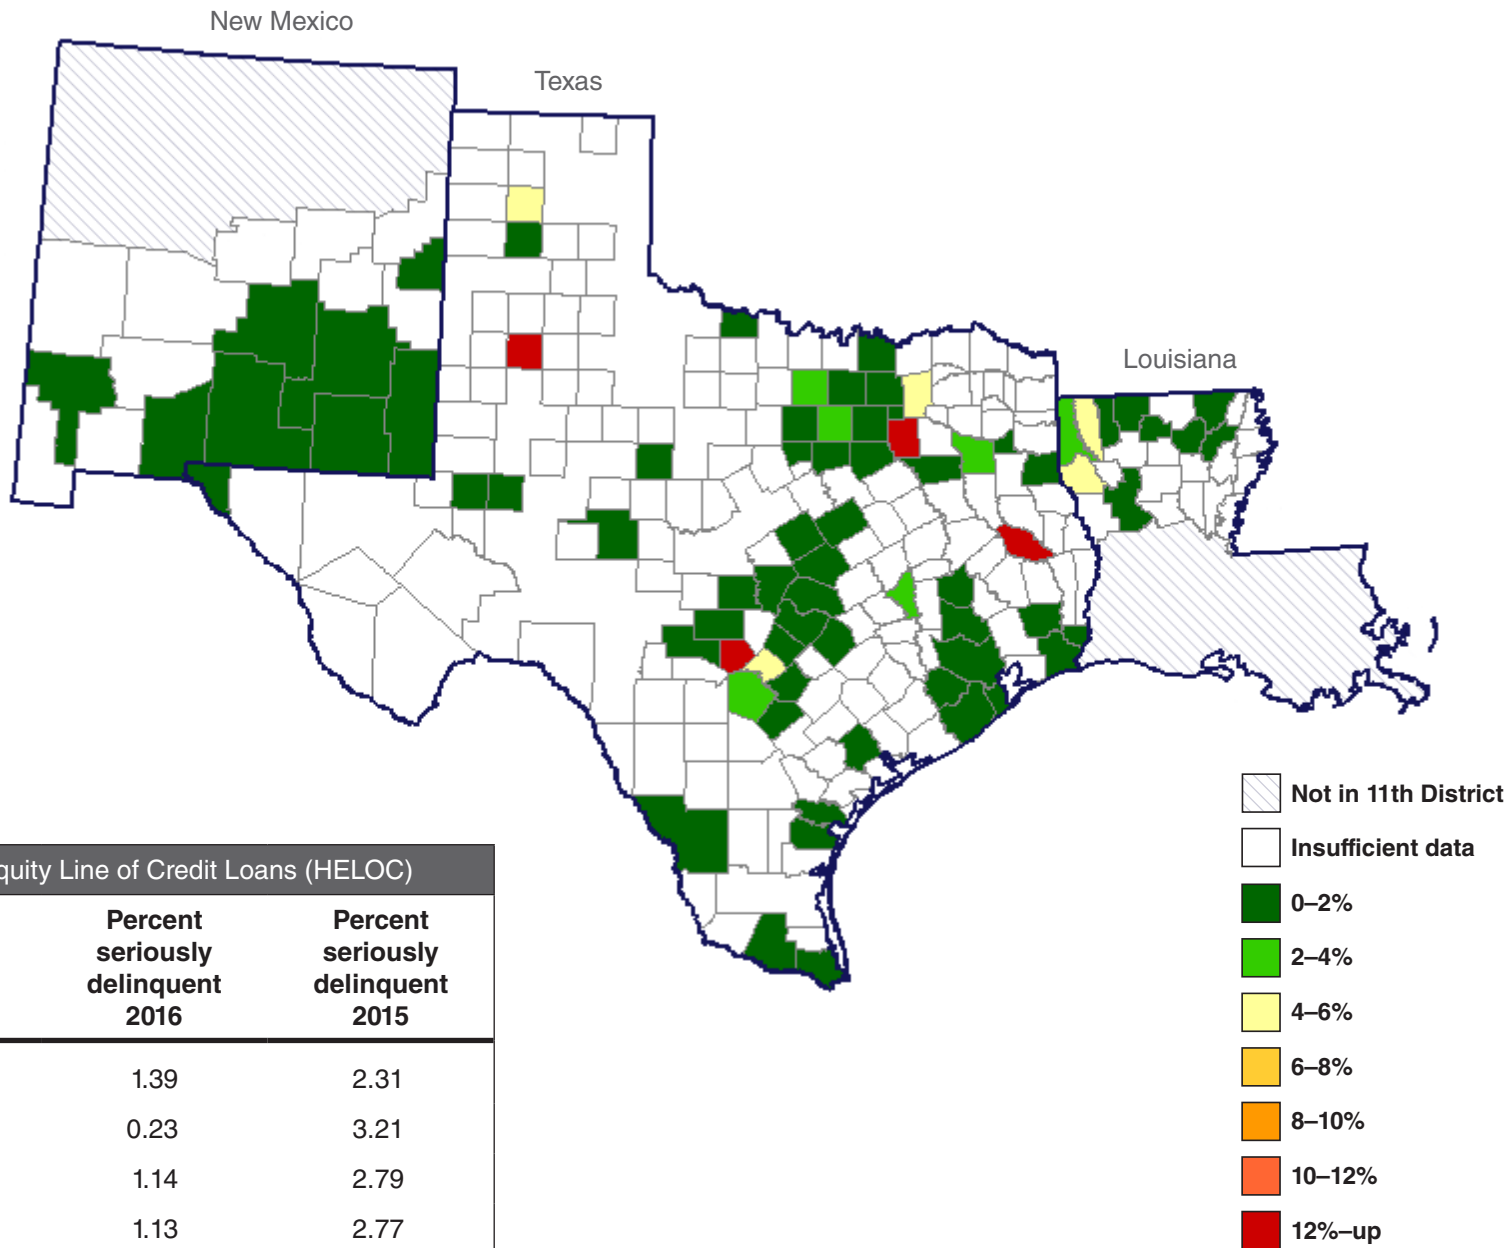 New Mexico
Texas
Louisiana
Not in 11th District
Insufficient data
0–2%
2–4%
4–6%
6–8%
8–10%
10–12%
12%–up
quity Line of Credit Loans (HELOC)
Percent seriously delinquent 2016
Percent seriously delinquent 2015
1.39 2.31
0.23 3.21
1.14 2.79
1.13 2.77